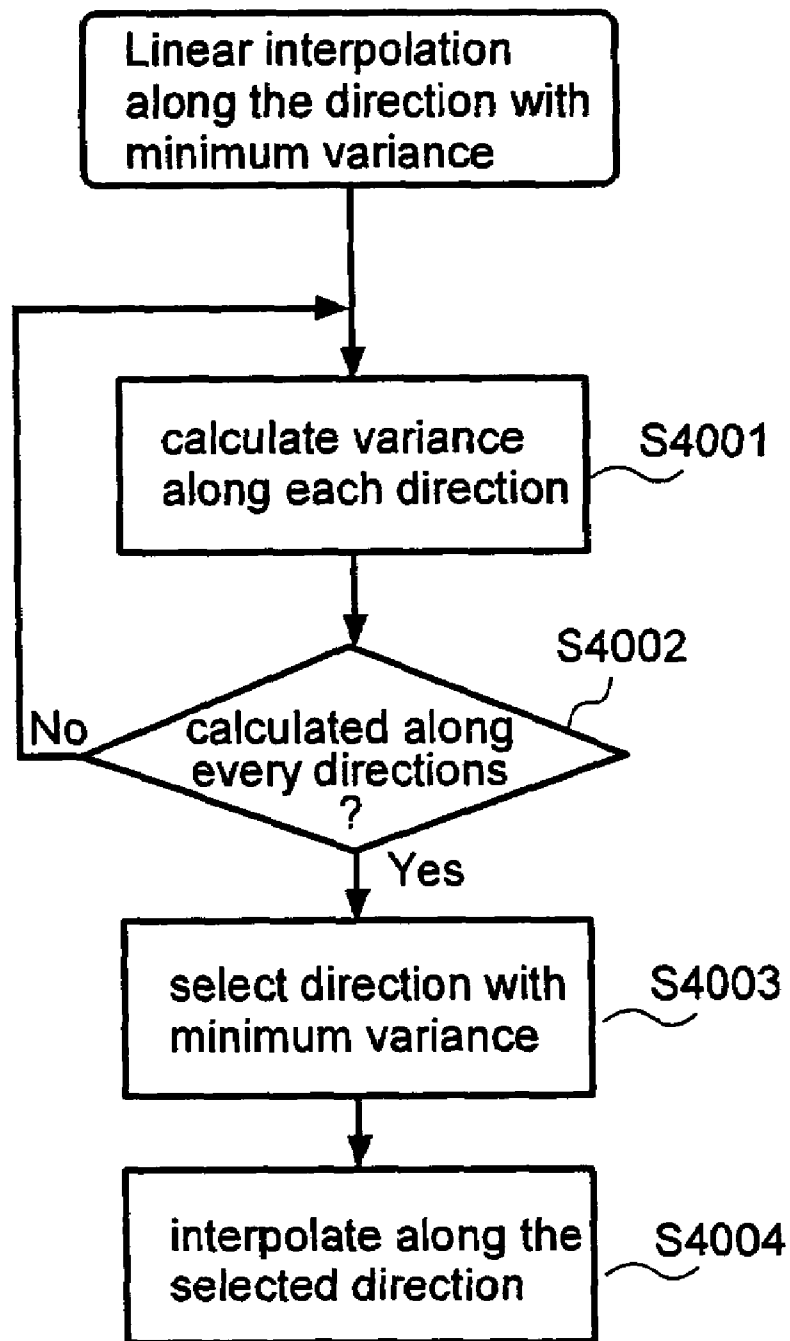 Linear interpolation
along the direction with
minimum variance
calculate variance
along each direction
S4001
S4002
No
calculated along
every directions
?
Yes
select direction with
minimum variance
S4003
interpolate along the
selected direction
S4004